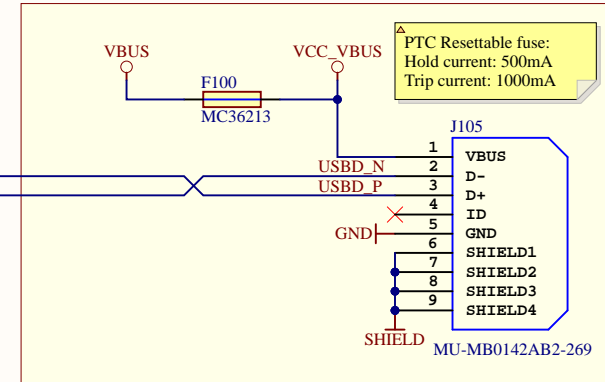 VBUS
VCC_VBUS
PTC Resettable fuse:
Hold current: 500mA
Trip current: 1000mA
F100
MC36213
J105
1 VBUS
USBD_N 2 D-
USBD_P 3 D+
4 ID
GND 5 GND
6 SHIELD1
7 SHIELD2
8 SHIELD3
9 SHIELD4
SHIELD
MU-MB0142AB2-269